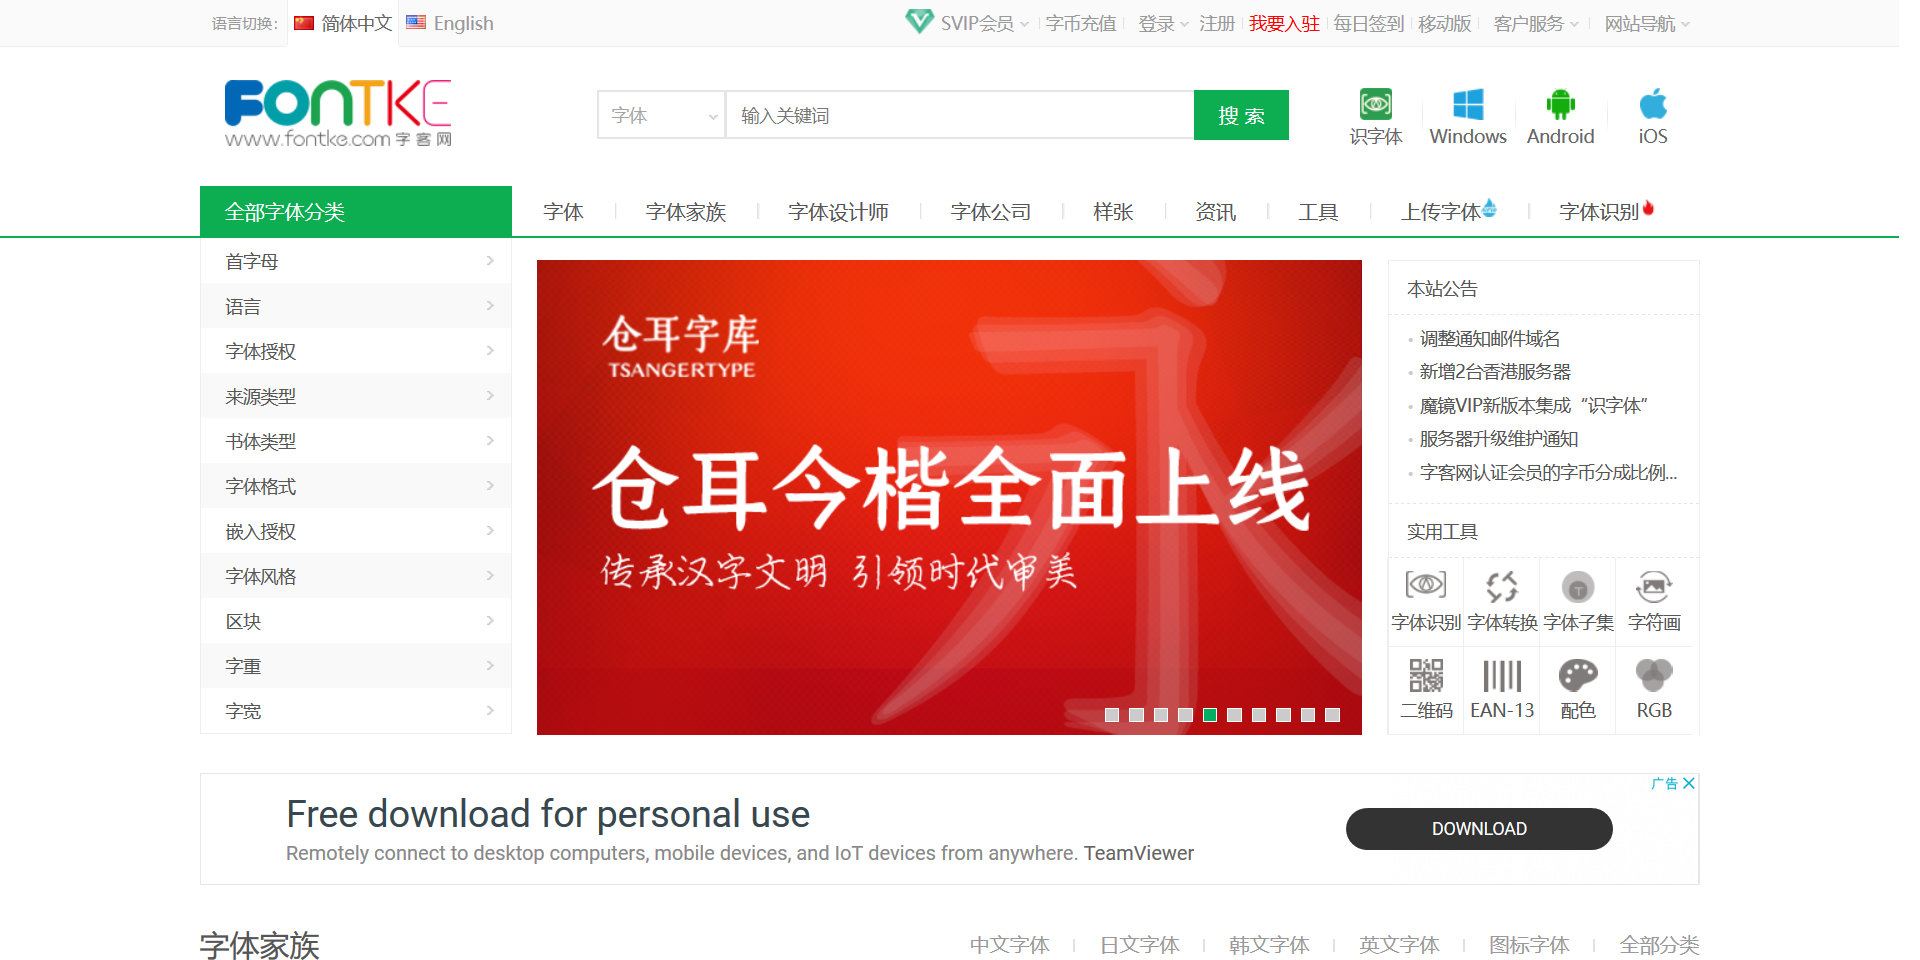 语言切换: 简体中文 English SVIP会员 字币充值 登录 注册 我要入驻 每日签到 移动版 客户服务 网站导航
FONTKE
www.fontke.com 字客网
字体 输入关键词 搜 索
识字体 Windows Android iOS
全部字体分类 字体 字体家族 字体设计师 字体公司 样张 资讯 工具 上传字体 字体识别
首字母
语言
字体授权
来源类型
书体类型
字体格式
嵌入授权
字体风格
区块
字重
字宽
仓耳字库
TSANGERTYPE
永
仓耳今楷全面上线
传承汉字文明 引领时代审美
本站公告
调整通知邮件域名
新增2台香港服务器
魔镜VIP新版本集成“识字体”
服务器升级维护通知
字客网认证会员的字币分成比例...
实用工具
字体识别 字体转换 字体子集 字符画
二维码 EAN-13 配色 RGB
广告
Free download for personal use
Remotely connect to desktop computers, mobile devices, and IoT devices from anywhere. TeamViewer
DOWNLOAD
字体家族 中文字体 日文字体 韩文字体 英文字体 图标字体 全部分类